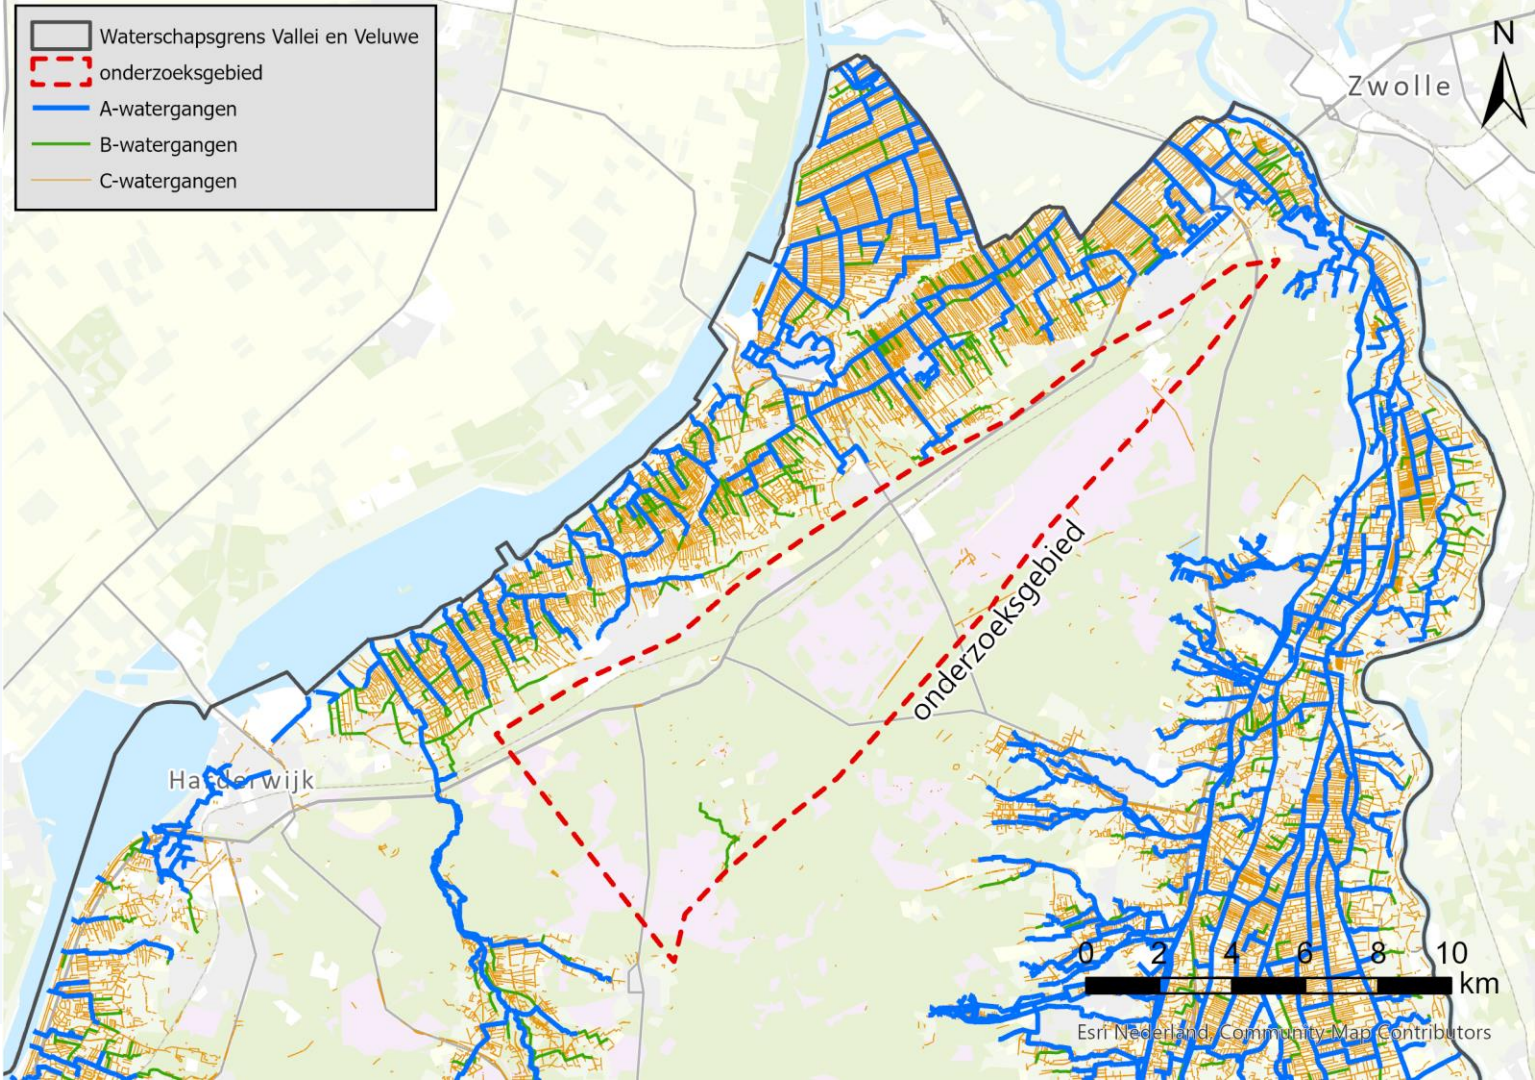 Waterschapsgrens Vallei en Veluwe
onderzoeksgebied
A-watergangen
B-watergangen
C-watergangen
N
Zwolle
onderzoeksgebied
Harderwijk
0 2 4 6 8 10
km
Esri Nederland, Community Map Contributors